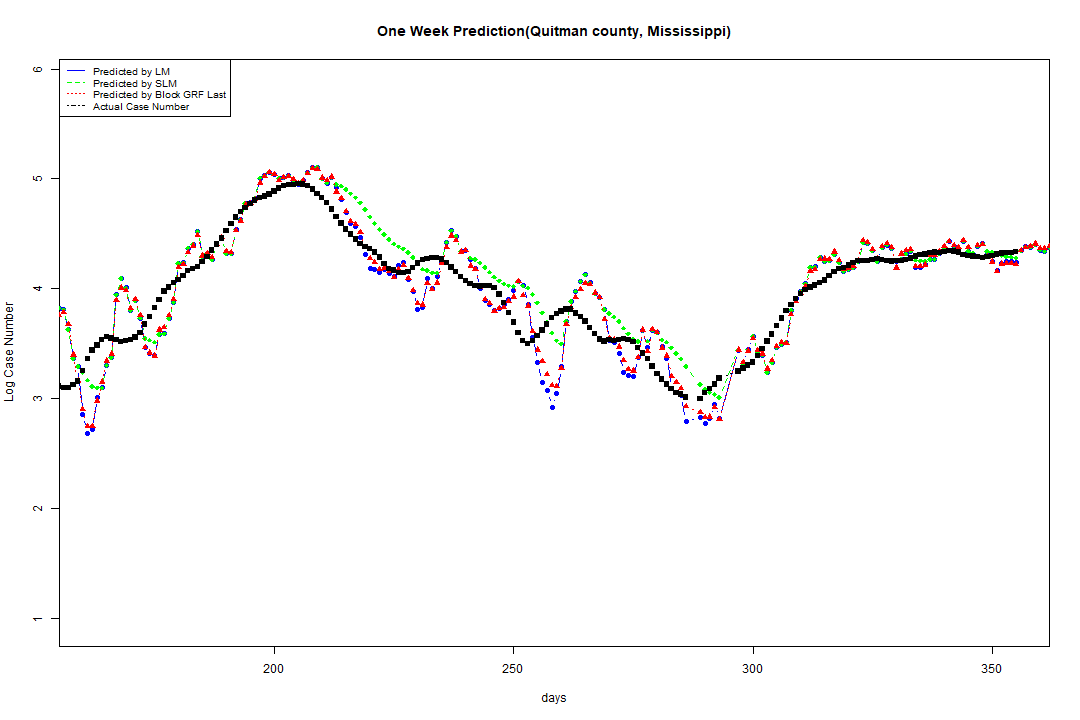 One Week Prediction(Quitman county, Mississippi)
Predicted by LM
Predicted by SLM
Predicted by Block GRF Last
Actual Case Number
6
5
4
3
2
1
Log Case Number
200
250
300
350
days